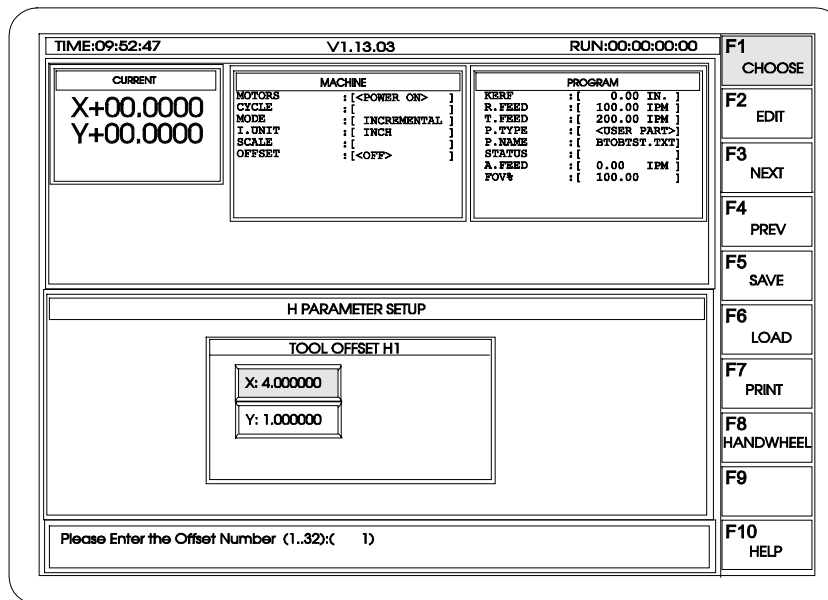 TIME:09:52:47 V1.13.03 RUN:00:00:00:00
CURRENT
X+00.0000
Y+00.0000
MACHINE
MOTORS :[<POWER ON> ]
CYCLE :[ ]
MODE :[ INCREMENTAL ]
I.UNIT :[ INCH ]
SCALE :[ ]
OFFSET :[<OFF> ]
PROGRAM
KERF :[ 0.00 IN. ]
R.FEED :[ 100.00 IPM ]
T.FEED :[ 200.00 IPM ]
P.TYPE :[ <USER PART>]
P.NAME :[ BTOBTST.TXT]
STATUS :[ ]
A.FEED :[ 0.00 IPM ]
FOV% :[ 100.00 ]
H PARAMETER SETUP
TOOL OFFSET H1
X: 4.000000
Y: 1.000000
Please Enter the Offset Number (1..32):( 1)
F1
CHOOSE
F2
EDIT
F3
NEXT
F4
PREV
F5
SAVE
F6
LOAD
F7
PRINT
F8
HANDWHEEL
F9
F10
HELP